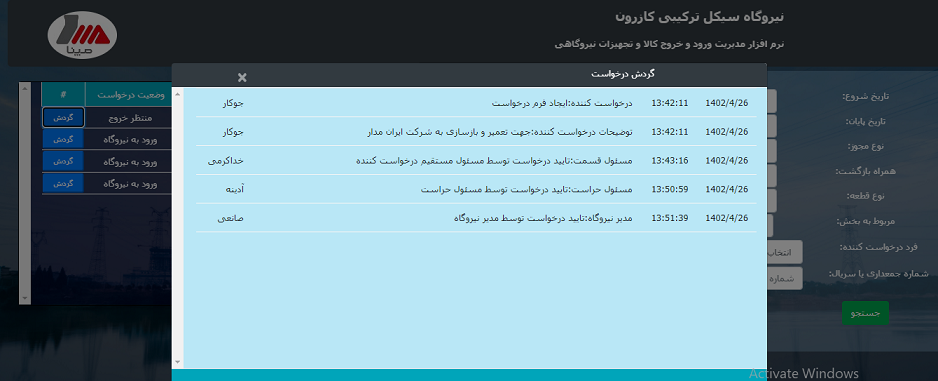 نیروگاه سیکل ترکیبی کازرون
نرم افزار مدیریت ورود و خروج کالا و تجهیزات نیروگاهی
مپنا
گردش درخواست
×
1402/4/26 13:42:11 درخواست کننده:ایجاد فرم درخواست جوکار
1402/4/26 13:42:11 توضیحات درخواست کننده:جهت تعمیر و بازسازی به شرکت ایران مدار جوکار
1402/4/26 13:43:16 مسئول قسمت:تایید درخواست توسط مسئول مستقیم درخواست کننده خداکرمی
1402/4/26 13:50:59 مسئول حراست:تایید درخواست توسط مسئول حراست آدینه
1402/4/26 13:51:39 مدیر نیروگاه:تایید درخواست توسط مدیر نیروگاه صانعی
تاریخ شروع:
تاریخ پایان:
نوع مجوز:
همراه بازگشت:
نوع قطعه:
مربوط به بخش:
فرد درخواست کننده: انتخاب
شماره جمعداری یا سریال: شماره
جستجو
وضعیت درخواست #
منتظر خروج گردش
ورود به نیروگاه گردش
ورود به نیروگاه گردش
ورود به نیروگاه گردش
Activate Windows